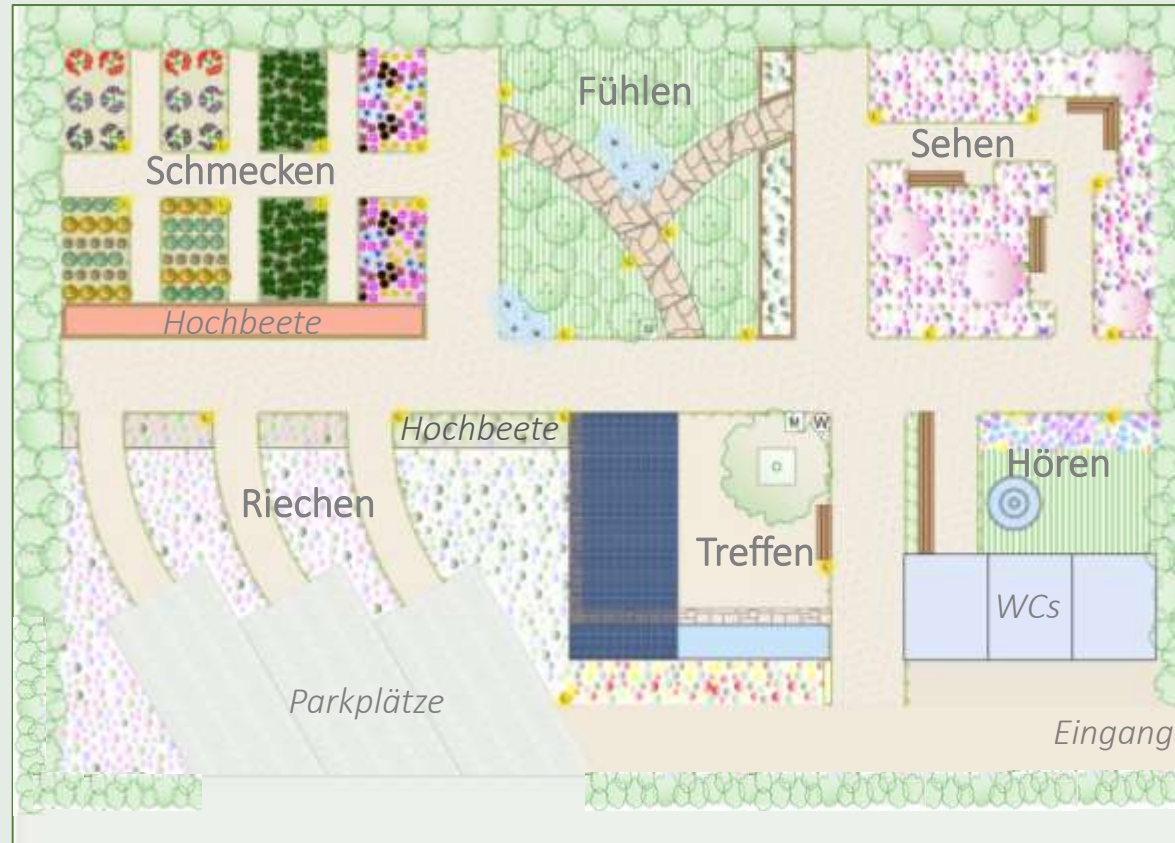 Fühlen
Sehen
Schmecken
Hochbeete
Hochbeete
M W
Hören
Riechen
Treffen
WCs
Parkplätze
Eingang